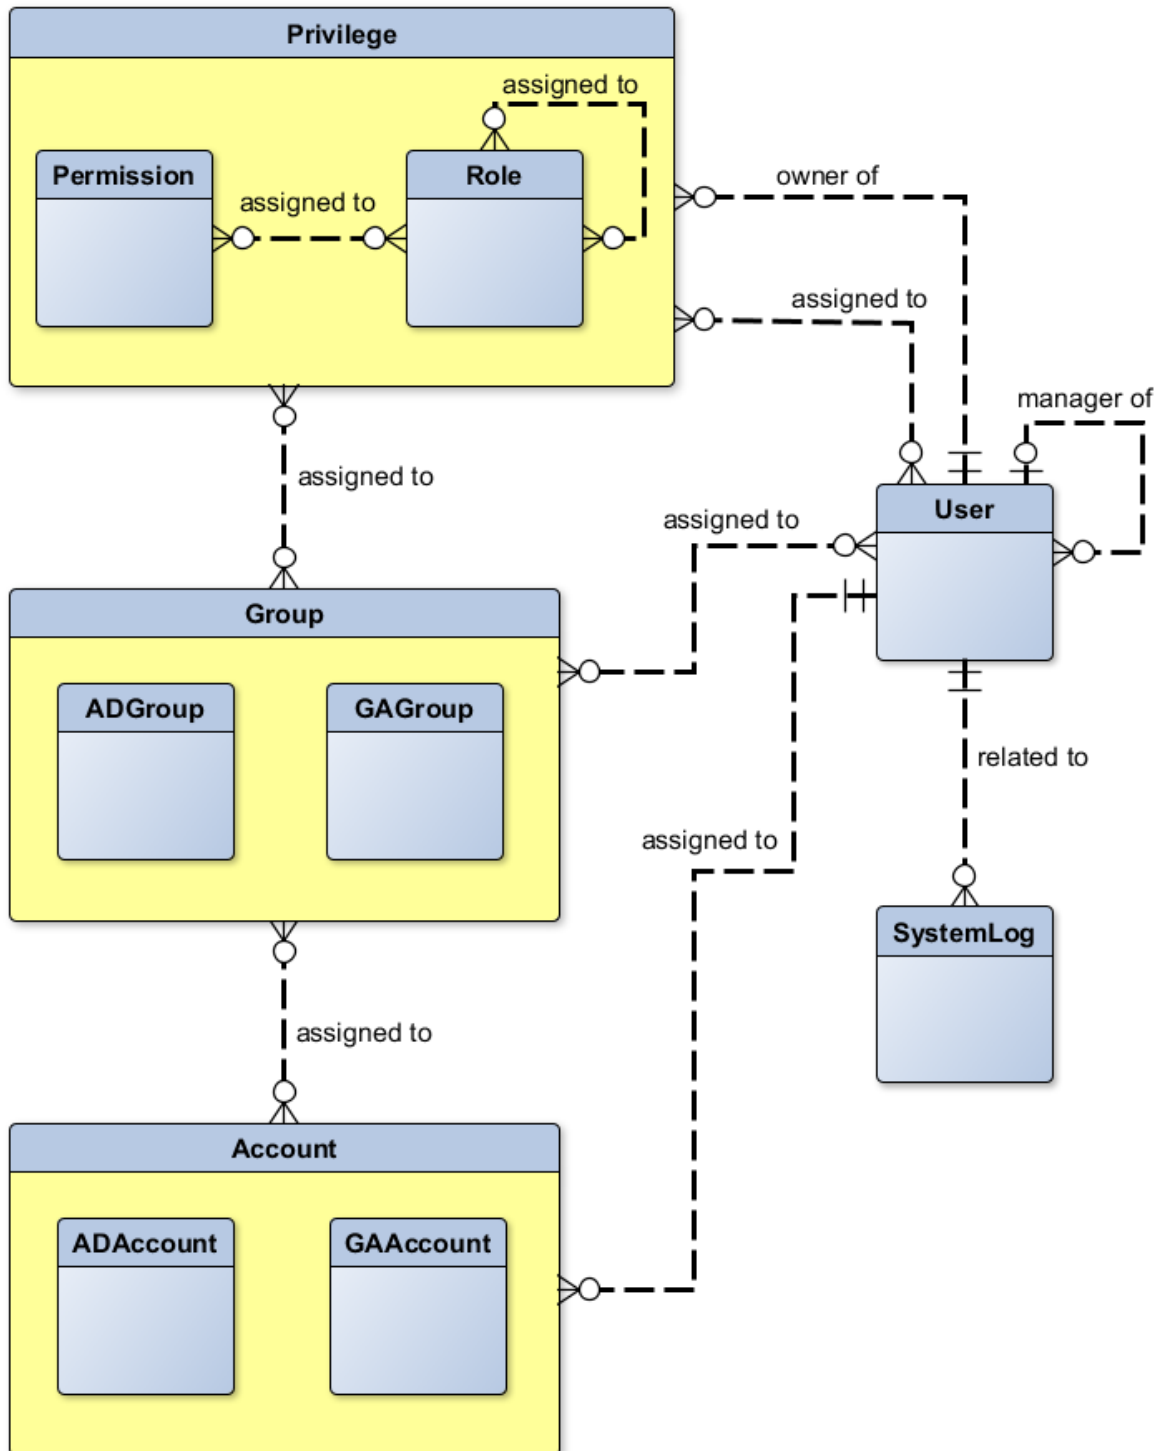 Privilege
assigned to
Permission
Role
owner of
assigned to
assigned to
manager of
assigned to
User
assigned to
Group
ADGroup
GAGroup
related to
assigned to
SystemLog
assigned to
Account
ADAccount
GAAccount